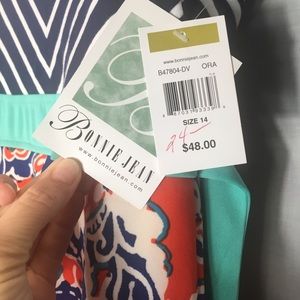 B
BONNIE JEAN
www.bonniejean.com
www.bonniejean.com
B47804-DV ORA
SIZE 14
24
$48.00